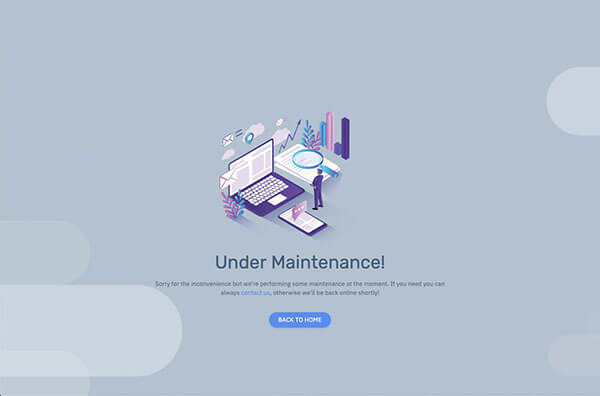 Under Maintenance!
Sorry for the inconvenience but we're performing some maintenance at the moment. If you need you can
always contact us, otherwise we'll be back online shortly!
BACK TO HOME